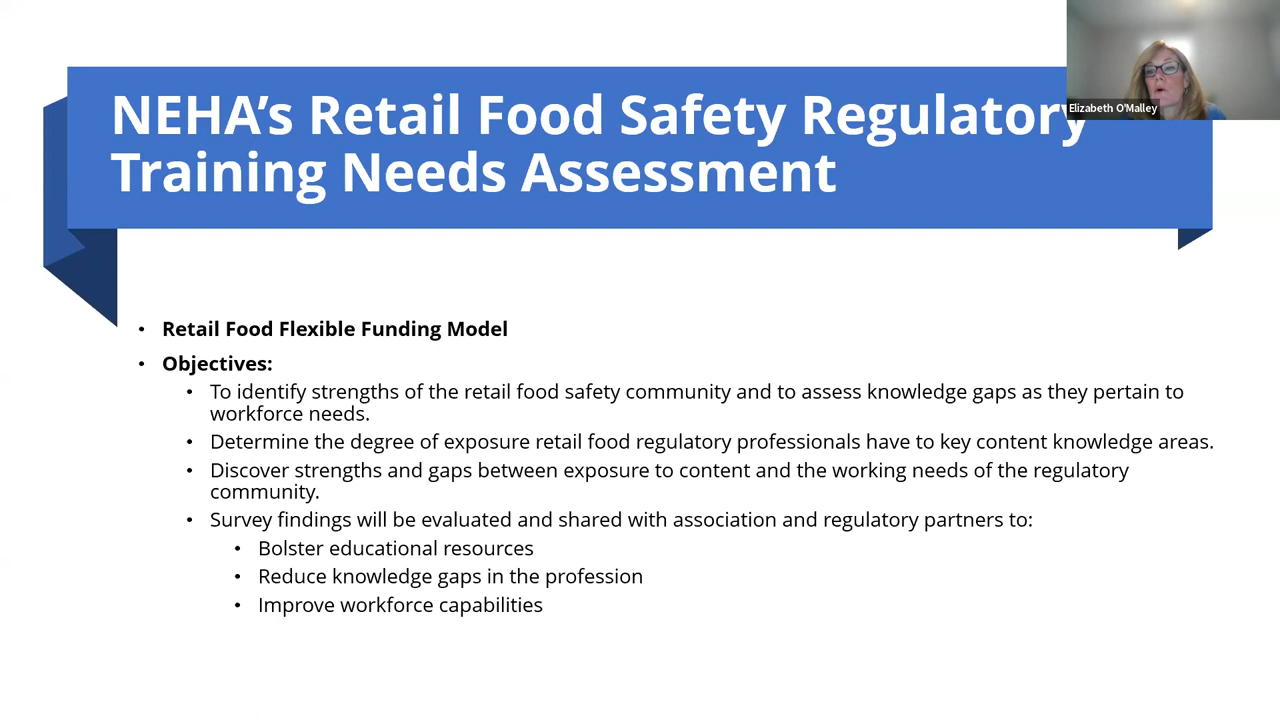 NEHA’s Retail Food Safety Regulatory
Training Needs Assessment
Elizabeth O'Malley
• Retail Food Flexible Funding Model
• Objectives:
• To identify strengths of the retail food safety community and to assess knowledge gaps as they pertain to
workforce needs.
• Determine the degree of exposure retail food regulatory professionals have to key content knowledge areas.
• Discover strengths and gaps between exposure to content and the working needs of the regulatory
community.
• Survey findings will be evaluated and shared with association and regulatory partners to:
• Bolster educational resources
• Reduce knowledge gaps in the profession
• Improve workforce capabilities